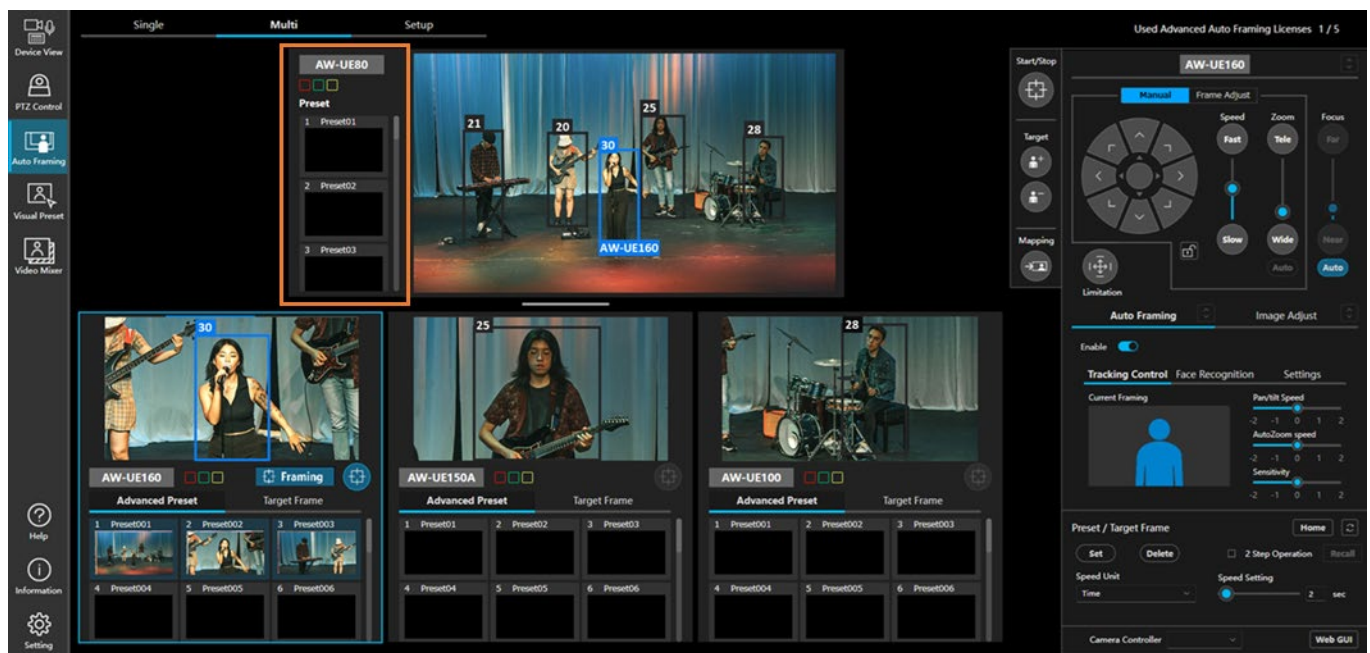 Single
Multi
Setup
Used Advanced Auto Framing Licenses 1 / 5
Device View
PTZ Control
Auto Framing
Visual Preset
Video Mixer
Help
Information
Setting
AW-UE80
Preset
1 Preset01
2 Preset02
3 Preset03
21
20
30
25
28
AW-UE160
Start/Stop
Target
Mapping
30
AW-UE160
Framing
Advanced Preset Target Frame
1 Preset001 2 Preset002 3 Preset003
4 Preset004 5 Preset005 6 Preset006
25
AW-UE150A
Advanced Preset Target Frame
1 Preset01 2 Preset02 3 Preset03
4 Preset04 5 Preset05 6 Preset06
28
AW-UE100
Advanced Preset Target Frame
1 Preset001 2 Preset002 3 Preset003
4 Preset004 5 Preset005 6 Preset006
AW-UE160
Manual Frame Adjust
Speed Zoom Focus
Fast Tele Far
Slow Wide Near
Auto Auto
Limitation
Auto Framing Image Adjust
Enable
Tracking Control Face Recognition Settings
Current Framing
Pan/tilt Speed
-2 -1 0 1 2
AutoZoom speed
-2 -1 0 1 2
Sensitivity
-2 -1 0 1 2
Preset / Target Frame Home
Set Delete 2 Step Operation Recall
Speed Unit Speed Setting
Time 2 sec
Camera Controller Web GUI